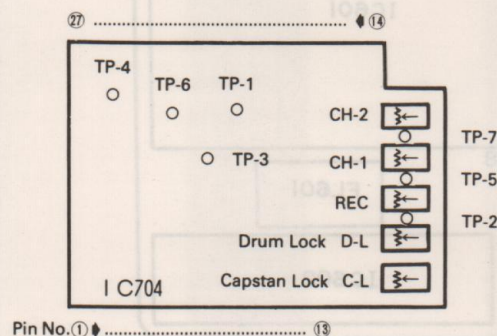 ㉗ ........................................ ⑭
TP-4
TP-6 TP-1
CH-2
TP-7
TP-3 CH-1
TP-5
REC
TP-2
Drum Lock D-L
Capstan Lock C-L
I C704
Pin No.① ........................................ ⑬